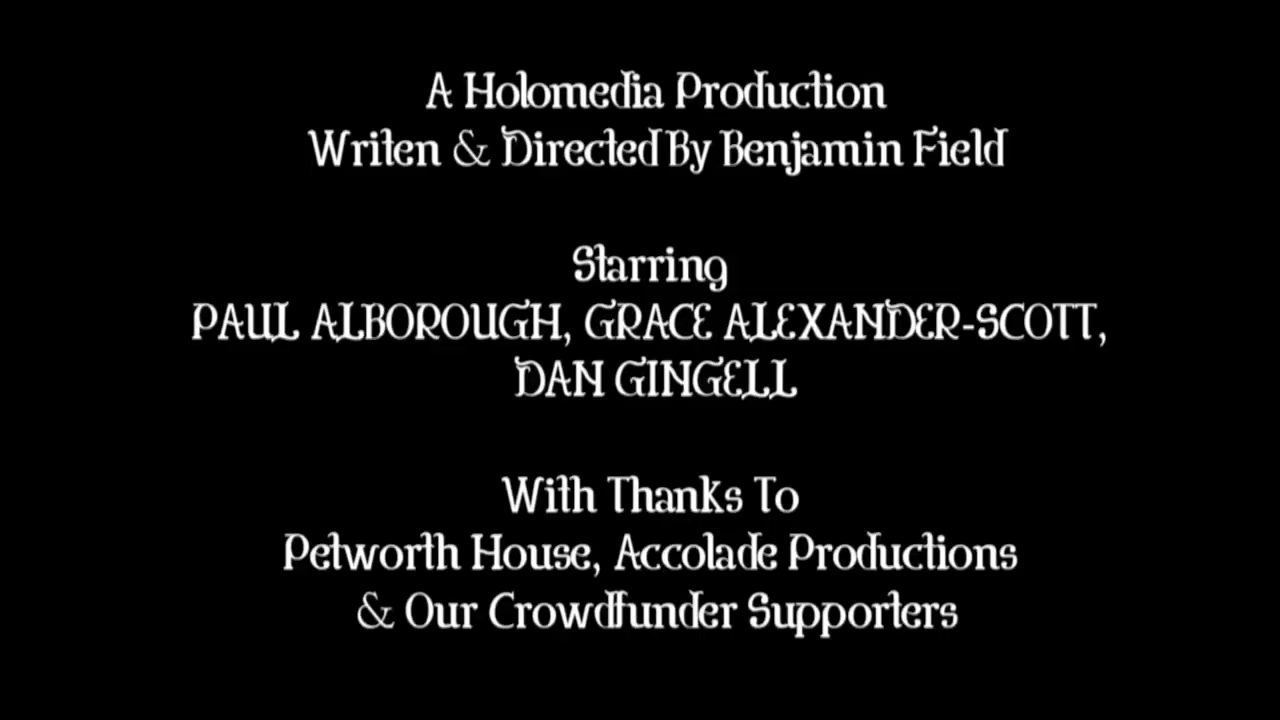 A Holomedia Production
Writen & Directed By Benjamin Field
Starring
PAUL ALBOROUGH, GRACE ALEXANDER-SCOTT,
DAN GINGELL
With Thanks To
Petworth House, Accolade Productions
& Our Crowdfunder Supporters